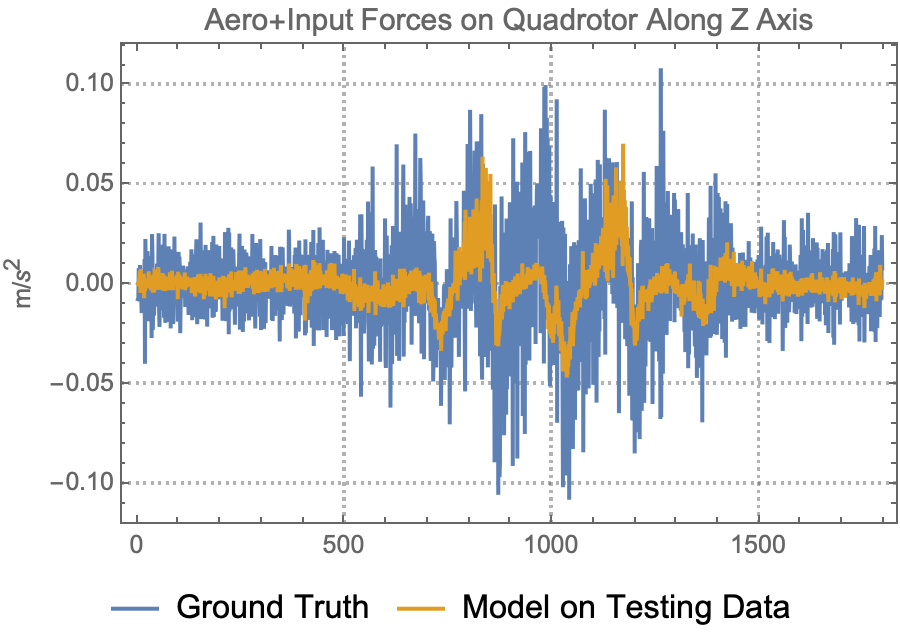 Aero+Input Forces on Quadrotor Along Z Axis
0.10
0.05
0.00
−0.05
−0.10
m/s²
0 500 1000 1500
Ground Truth Model on Testing Data